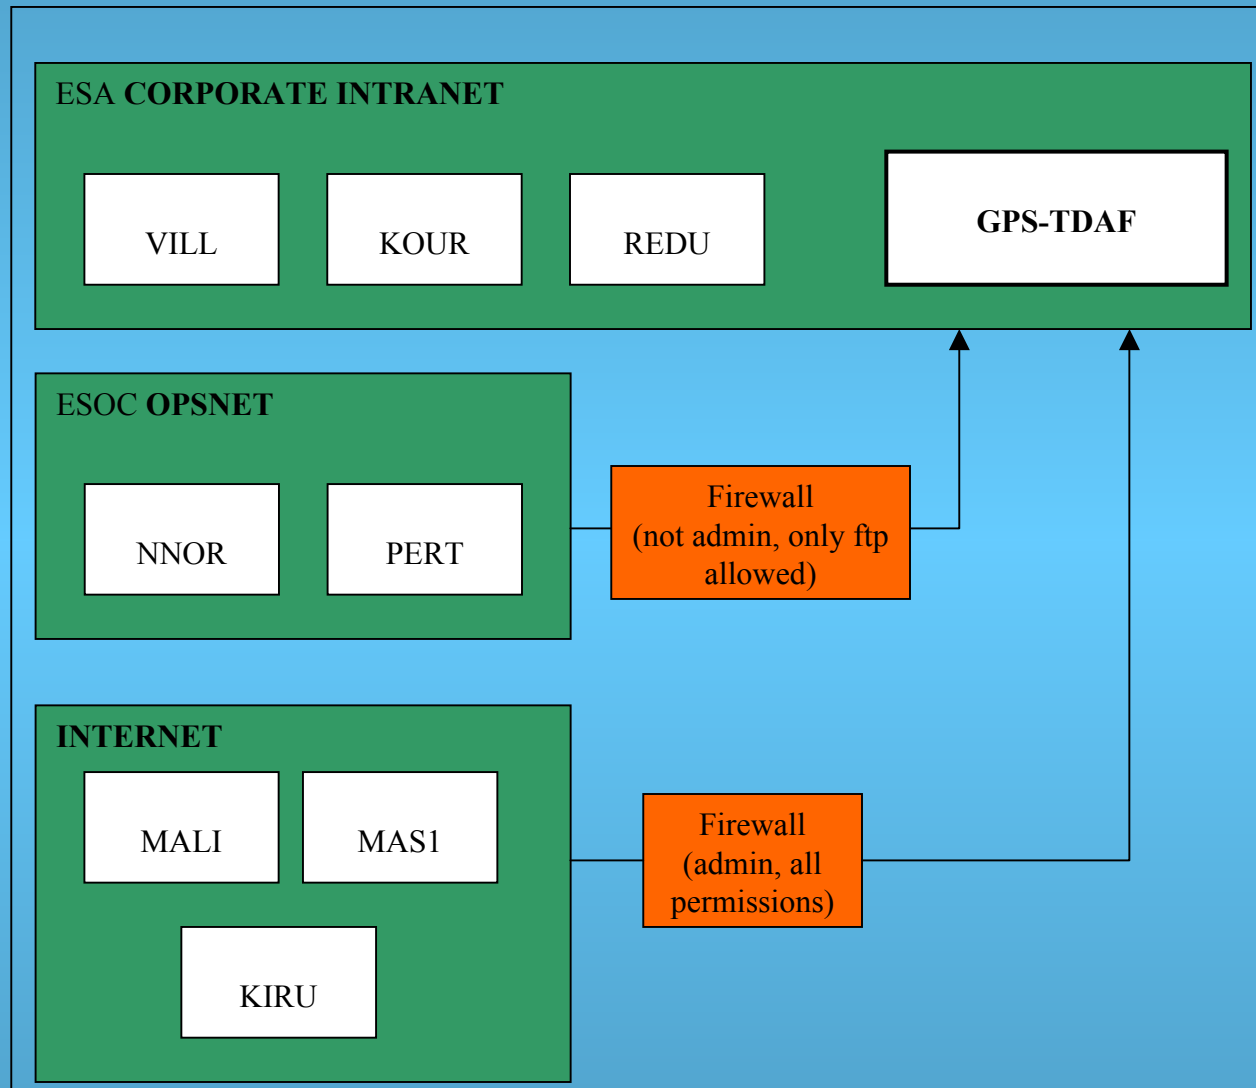 ESA CORPORATE INTRANET
VILL
KOUR
REDU
GPS-TDAF
ESOC OPSNET
NNOR
PERT
Firewall
(not admin, only ftp
allowed)
INTERNET
MALI
MAS1
KIRU
Firewall
(admin, all
permissions)